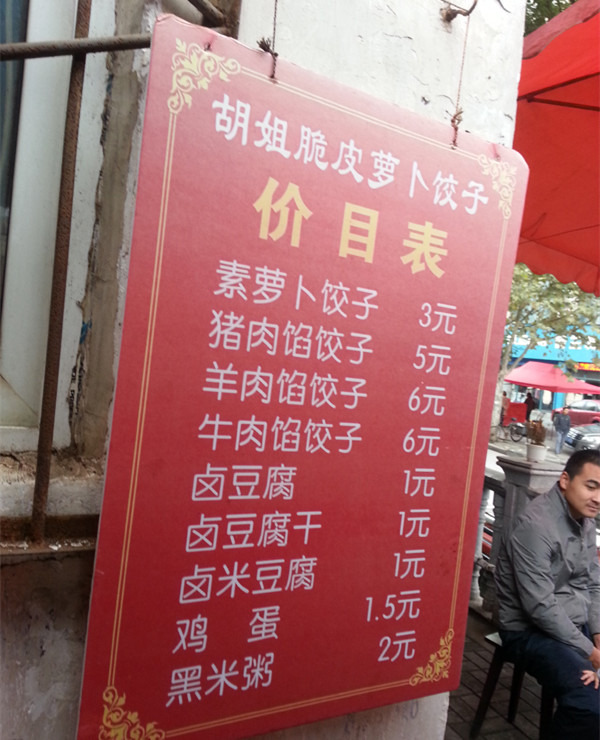 胡姐脆皮萝卜饺子
价目表
素萝卜饺子 3元
猪肉馅饺子 5元
羊肉馅饺子 6元
牛肉馅饺子 6元
卤豆腐 1元
卤豆腐干 1元
卤米豆腐 1元
鸡蛋 1.5元
黑米粥 2元